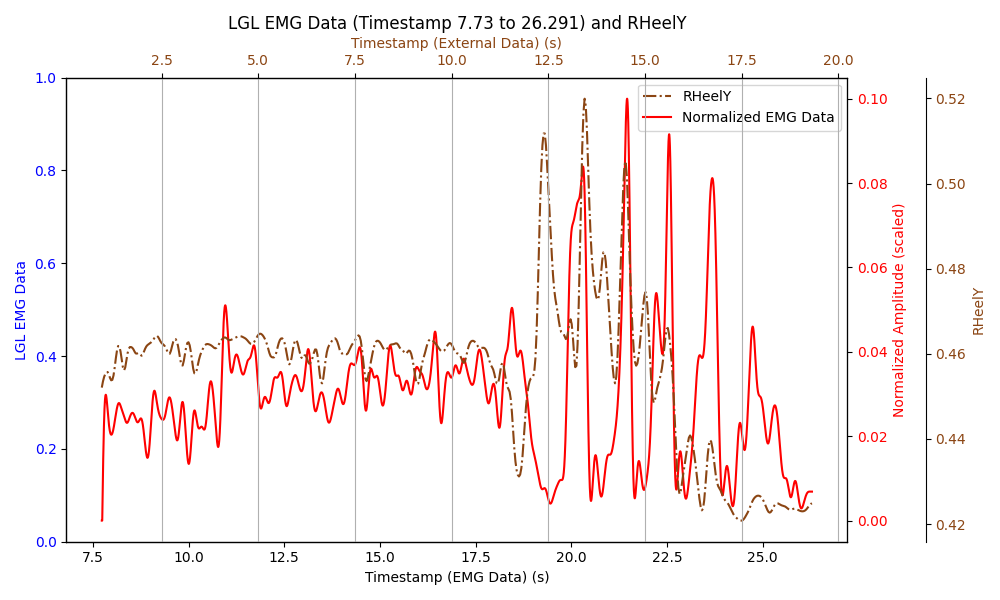 LGL EMG Data (Timestamp 7.73 to 26.291) and RHeelY
Timestamp (External Data) (s)
2.5 5.0 7.5 10.0 12.5 15.0 17.5 20.0
RHeelY
Normalized EMG Data
LGL EMG Data
1.0
0.8
0.6
0.4
0.2
0.0
Normalized Amplitude (scaled)
0.10
0.08
0.06
0.04
0.02
0.00
RHeelY
0.52
0.50
0.48
0.46
0.44
0.42
7.5 10.0 12.5 15.0 17.5 20.0 22.5 25.0
Timestamp (EMG Data) (s)